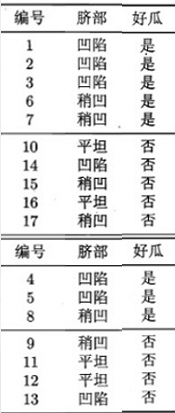 编号 脐部 好瓜
1 凹陷 是
2 凹陷 是
3 凹陷 是
6 稍凹 是
7 稍凹 是
10 平坦 否
14 凹陷 否
15 稍凹 否
16 平坦 否
17 稍凹 否
编号 脐部 好瓜
4 凹陷 是
5 凹陷 是
8 稍凹 是
9 稍凹 否
11 平坦 否
12 平坦 否
13 凹陷 否